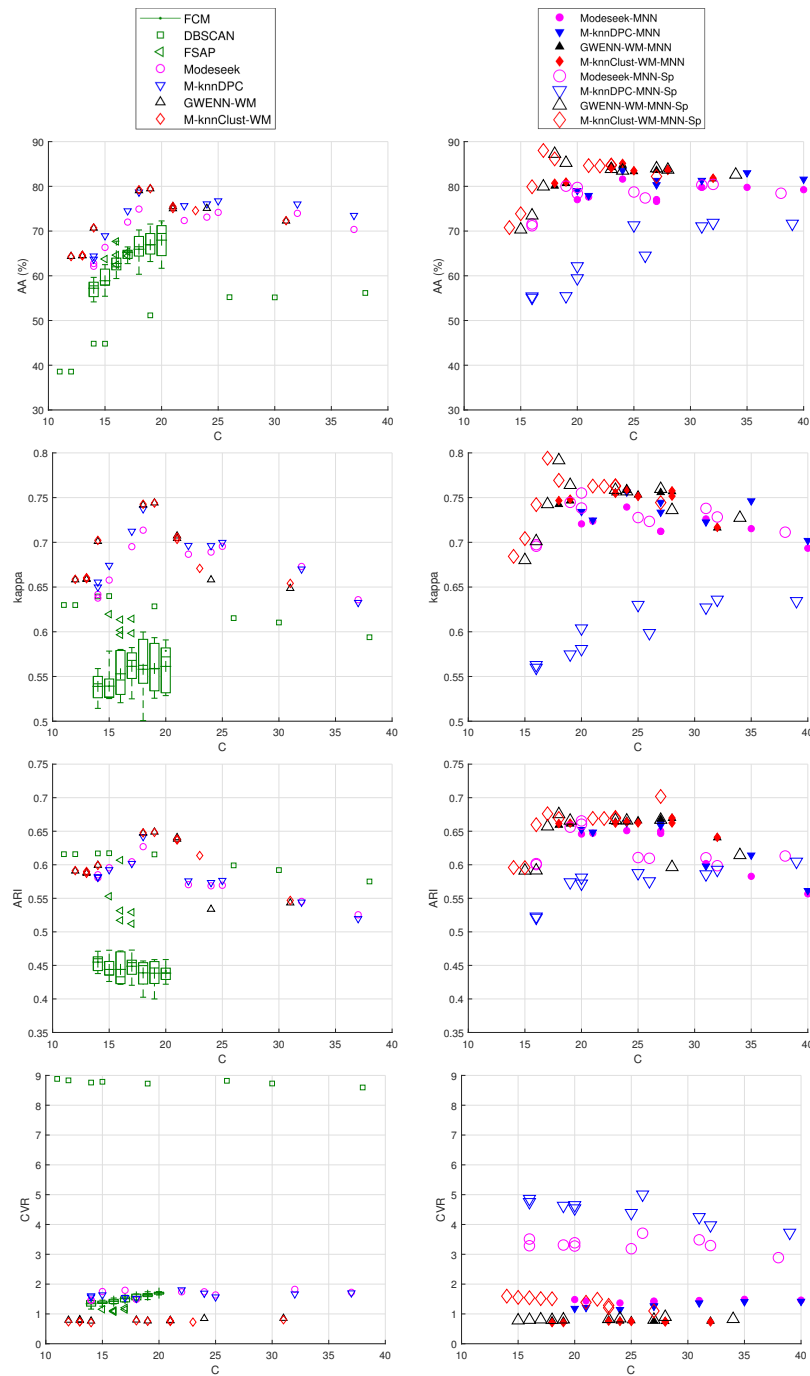 FCM
DBSCAN
FSAP
Modeseek
M-knnDPC
GWENN-WM
M-knnClust-WM
Modeseek-MNN
M-knnDPC-MNN
GWENN-WM-MNN
M-knnClust-WM-MNN
Modeseek-MNN-Sp
M-knnDPC-MNN-Sp
GWENN-WM-MNN-Sp
M-knnClust-WM-MNN-Sp
90
80
70
60
50
40
30
AA (%)
10 15 20 25 30 35 40
C
90
80
70
60
50
40
30
AA (%)
10 15 20 25 30 35 40
C
0.8
0.75
0.7
0.65
0.6
0.55
0.5
kappa
10 15 20 25 30 35 40
C
0.8
0.75
0.7
0.65
0.6
0.55
0.5
kappa
10 15 20 25 30 35 40
C
0.75
0.7
0.65
0.6
0.55
0.5
0.45
0.4
0.35
ARI
10 15 20 25 30 35 40
C
0.75
0.7
0.65
0.6
0.55
0.5
0.45
0.4
0.35
ARI
10 15 20 25 30 35 40
C
9
8
7
6
5
4
3
2
1
0
CVR
10 15 20 25 30 35 40
C
9
8
7
6
5
4
3
2
1
0
CVR
10 15 20 25 30 35 40
C